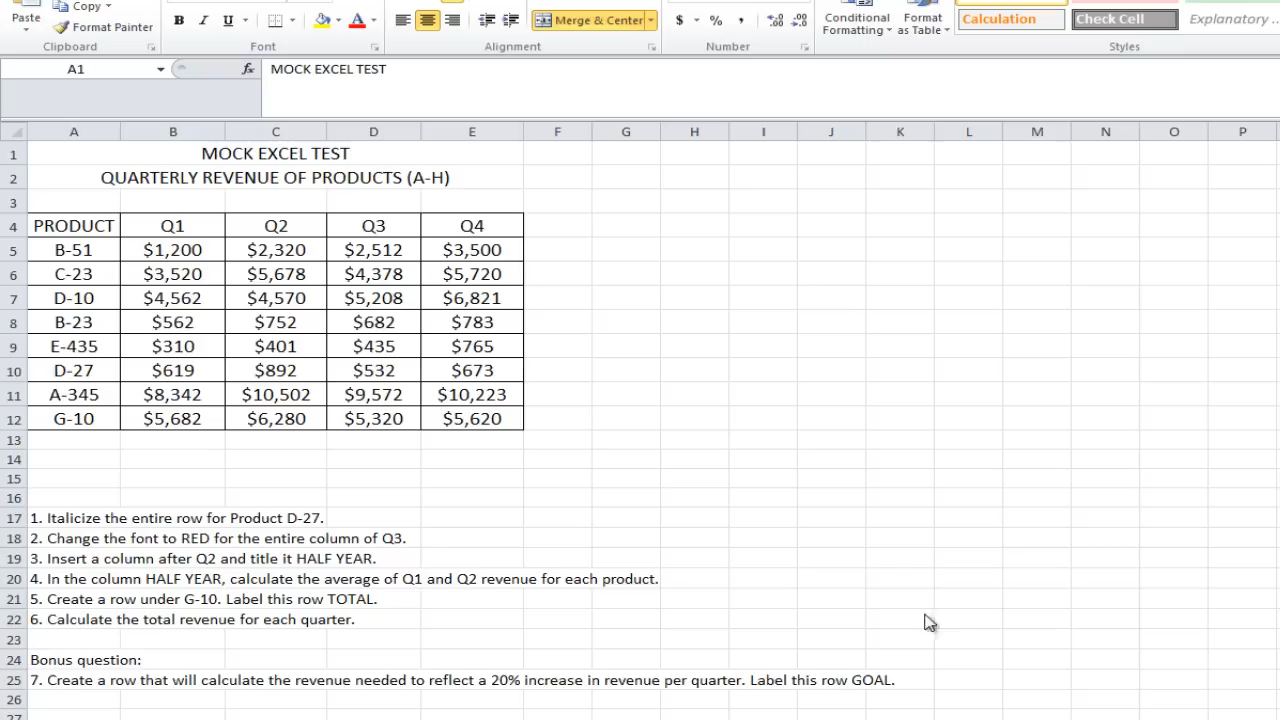 Paste
Copy
Format Painter
B I U A
Merge & Center
$ % ,
Conditional Formatting
Format as Table
Calculation
Check Cell
Explanatory ...
Clipboard
Font
Alignment
Number
Styles
A1
fx
MOCK EXCEL TEST
A B C D E F G H I J K L M N O P
1 MOCK EXCEL TEST
2 QUARTERLY REVENUE OF PRODUCTS (A-H)
3
4 PRODUCT Q1 Q2 Q3 Q4
5 B-51 $1,200 $2,320 $2,512 $3,500
6 C-23 $3,520 $5,678 $4,378 $5,720
7 D-10 $4,562 $4,570 $5,208 $6,821
8 B-23 $562 $752 $682 $783
9 E-435 $310 $401 $435 $765
10 D-27 $619 $892 $532 $673
11 A-345 $8,342 $10,502 $9,572 $10,223
12 G-10 $5,682 $6,280 $5,320 $5,620
13
14
15
16
17 1. Italicize the entire row for Product D-27.
18 2. Change the font to RED for the entire column of Q3.
19 3. Insert a column after Q2 and title it HALF YEAR.
20 4. In the column HALF YEAR, calculate the average of Q1 and Q2 revenue for each product.
21 5. Create a row under G-10. Label this row TOTAL.
22 6. Calculate the total revenue for each quarter.
23
24 Bonus question:
25 7. Create a row that will calculate the revenue needed to reflect a 20% increase in revenue per quarter. Label this row GOAL.
26
27